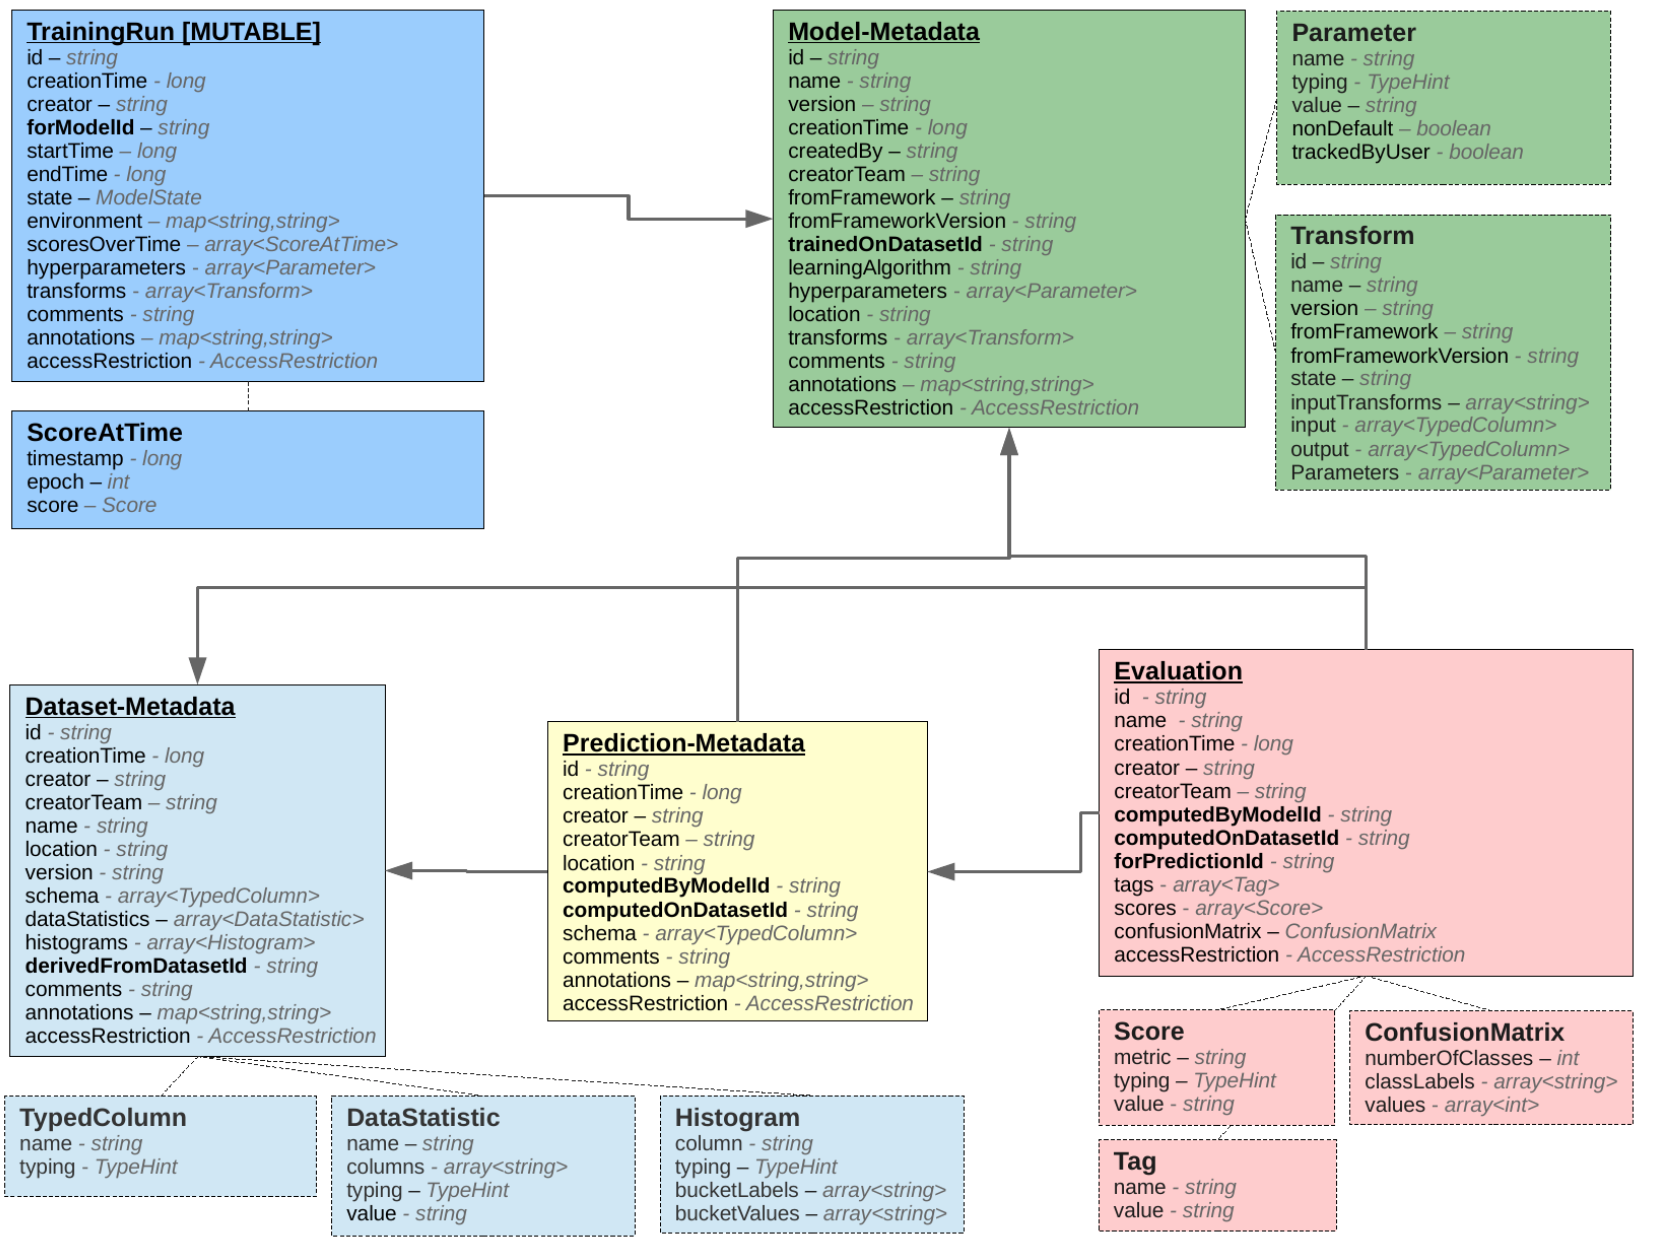 TrainingRun [MUTABLE]
id – string
creationTime - long
creator – string
forModelId – string
startTime – long
endTime - long
state – ModelState
environment – map<string,string>
scoresOverTime – array<ScoreAtTime>
hyperparameters - array<Parameter>
transforms - array<Transform>
comments - string
annotations – map<string,string>
accessRestriction - AccessRestriction
ScoreAtTime
timestamp - long
epoch – int
score – Score
Model-Metadata
id – string
name - string
version – string
creationTime - long
createdBy – string
creatorTeam – string
fromFramework – string
fromFrameworkVersion - string
trainedOnDatasetId - string
learningAlgorithm - string
hyperparameters - array<Parameter>
location - string
transforms - array<Transform>
comments - string
annotations – map<string,string>
accessRestriction - AccessRestriction
Parameter
name - string
typing - TypeHint
value – string
nonDefault – boolean
trackedByUser - boolean
Transform
id – string
name – string
version – string
fromFramework – string
fromFrameworkVersion - string
state – string
inputTransforms – array<string>
input - array<TypedColumn>
output - array<TypedColumn>
Parameters - array<Parameter>
Dataset-Metadata
id - string
creationTime - long
creator – string
creatorTeam – string
name - string
location - string
version - string
schema - array<TypedColumn>
dataStatistics – array<DataStatistic>
histograms - array<Histogram>
derivedFromDatasetId - string
comments - string
annotations – map<string,string>
accessRestriction - AccessRestriction
Prediction-Metadata
id - string
creationTime - long
creator – string
creatorTeam – string
location - string
computedByModelId - string
computedOnDatasetId - string
schema - array<TypedColumn>
comments - string
annotations – map<string,string>
accessRestriction - AccessRestriction
Evaluation
id - string
name - string
creationTime - long
creator – string
creatorTeam – string
computedByModelId - string
computedOnDatasetId - string
forPredictionId - string
tags - array<Tag>
scores - array<Score>
confusionMatrix – ConfusionMatrix
accessRestriction - AccessRestriction
TypedColumn
name - string
typing - TypeHint
DataStatistic
name – string
columns - array<string>
typing – TypeHint
value - string
Histogram
column - string
typing – TypeHint
bucketLabels – array<string>
bucketValues – array<string>
Score
metric – string
typing – TypeHint
value - string
ConfusionMatrix
numberOfClasses – int
classLabels - array<string>
values - array<int>
Tag
name - string
value - string